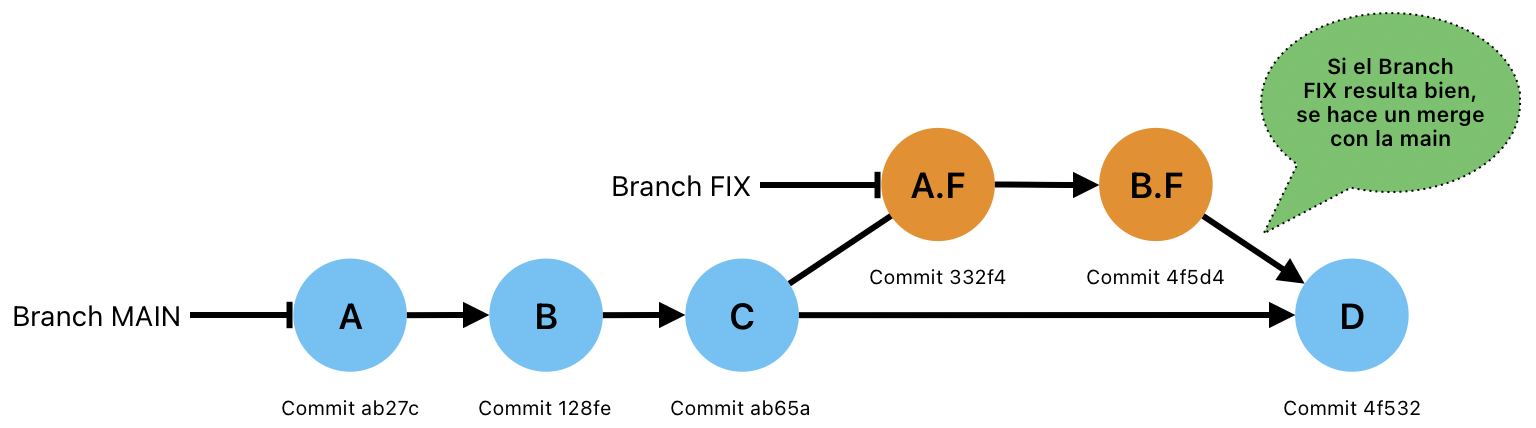 Si el Branch
FIX resulta bien,
se hace un merge
con la main
Branch FIX
A.F
B.F
Commit 332f4
Commit 4f5d4
Branch MAIN
A
B
C
D
Commit ab27c
Commit 128fe
Commit ab65a
Commit 4f532